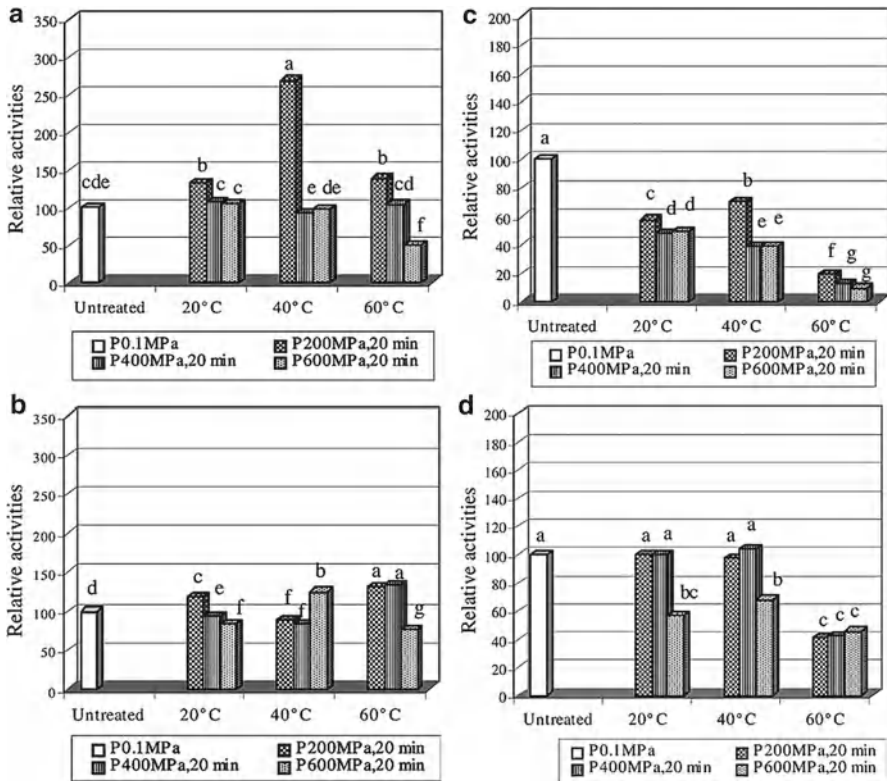 a
350
300
250
200
150
100
50
0
Relative activities
cde
b
c
c
a
e
de
b
cd
f
Untreated 20°C 40°C 60°C
P0.1MPa P200MPa,20 min
P400MPa,20 min P600MPa,20 min
b
350
300
250
200
150
100
50
0
Relative activities
d
c
e
f
f
f
b
a
a
g
Untreated 20°C 40°C 60°C
P0.1MPa P200MPa,20 min
P400MPa,20 min P600MPa,20 min
c
200
180
160
140
120
100
80
60
40
20
0
Relative activities
a
c
d
d
b
e
e
f
g
g
Untreated 20°C 40°C 60°C
P0.1MPa P200MPa,20 min
P400MPa,20 min P600MPa,20 min
d
200
180
160
140
120
100
80
60
40
20
0
Relative activities
a
a
a
bc
a
a
b
c
c
c
Untreated 20°C 40°C 60°C
P0.1MPa P200MPa,20 min
P400MPa,20 min P600MPa,20 min